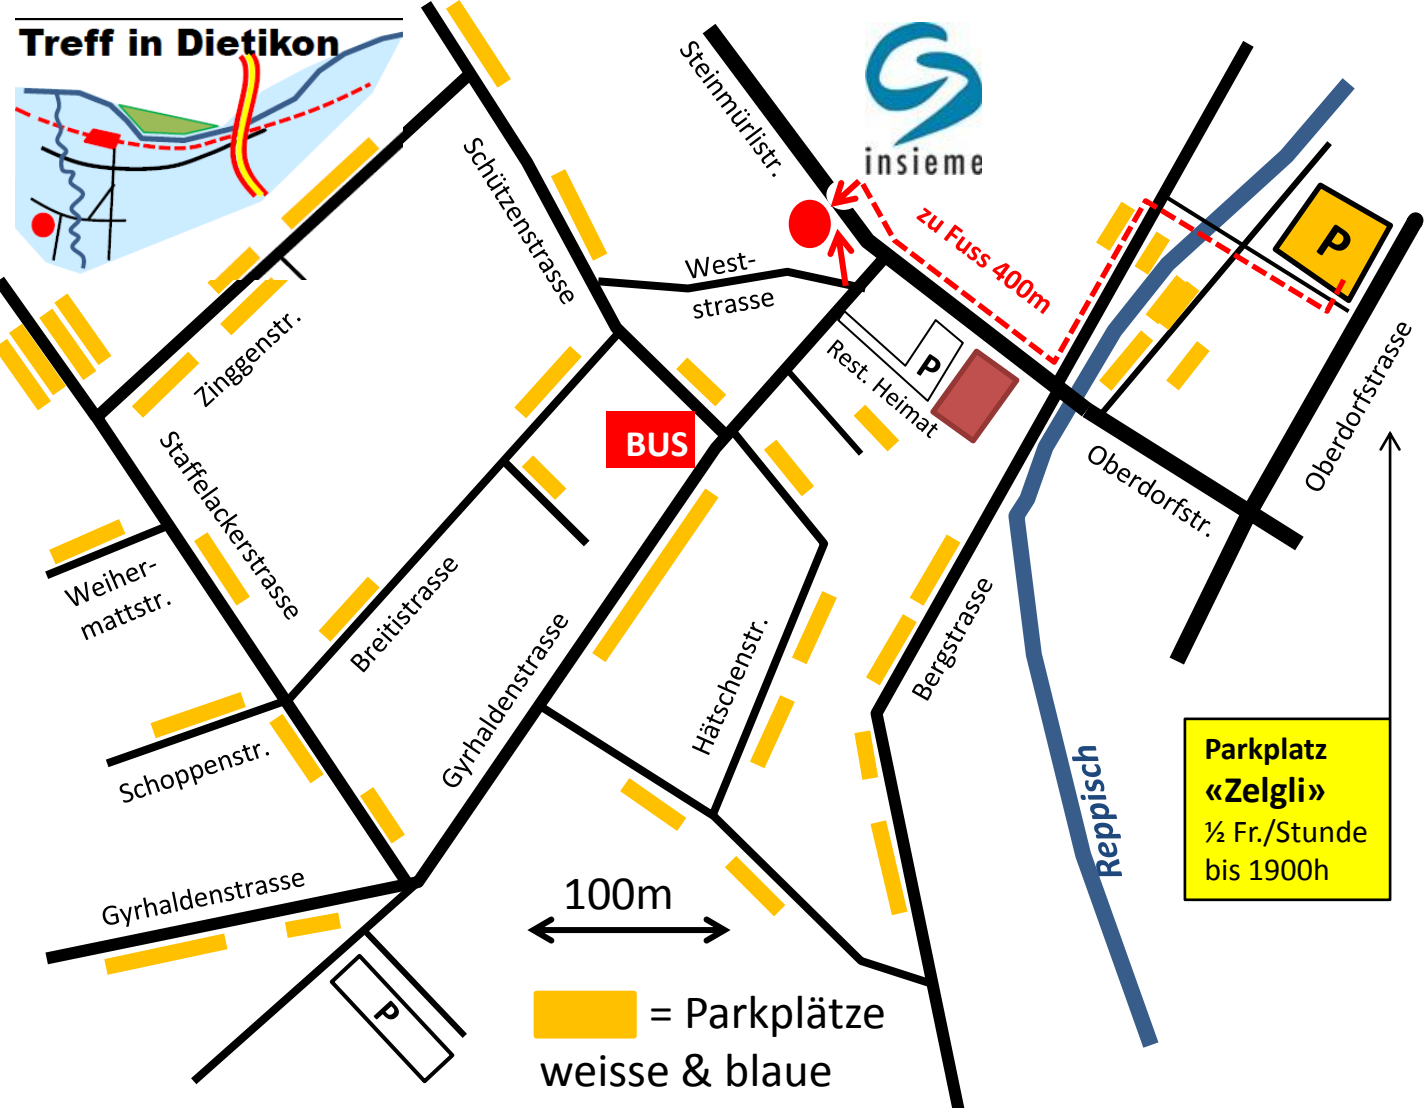 Treff in Dietikon
insieme
Steinmürlistr.
Schützenstrasse
zu Fuss 400m
P
West-
strasse
Zinggenstr.
Rest. Heimat
P
BUS
Oberdorfstrasse
Oberdorfstr.
Staffelackerstrasse
Weiher-
mattstr.
Breitistrasse
Gyrhaldenstrasse
Hätschenstr.
Bergstrasse
Schoppenstr.
Reppisch
Parkplatz
«Zelgli»
½ Fr./Stunde
bis 1900h
Gyrhaldenstrasse
100m
P
= Parkplätze
weisse & blaue